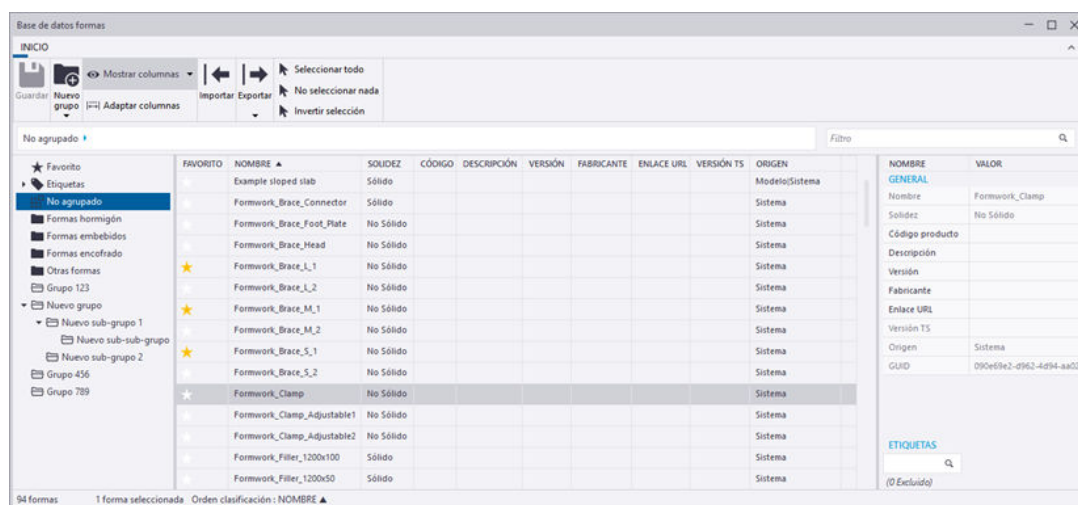 Base de datos formas
INICIO
Guardar
Nuevo grupo
Mostrar columnas
Adaptar columnas
Importar
Exportar
Seleccionar todo
No seleccionar nada
Invertir selección
No agrupado
Filtro
Favorito
Etiquetas
No agrupado
Formas hormigón
Formas embebidos
Formas encofrado
Otras formas
Grupo 123
Nuevo grupo
Nuevo sub-grupo 1
Nuevo sub-sub-grupo
Nuevo sub-grupo 2
Grupo 456
Grupo 789
FAVORITO NOMBRE ▲ SOLIDEZ CÓDIGO DESCRIPCIÓN VERSIÓN FABRICANTE ENLACE URL VERSIÓN TS ORIGEN
Example sloped slab Sólido Modelo|Sistema
Formwork_Brace_Connector Sólido Sistema
Formwork_Brace_Foot_Plate No Sólido Sistema
Formwork_Brace_Head No Sólido Sistema
Formwork_Brace_L_1 No Sólido Sistema
Formwork_Brace_L_2 No Sólido Sistema
Formwork_Brace_M_1 No Sólido Sistema
Formwork_Brace_M_2 No Sólido Sistema
Formwork_Brace_S_1 No Sólido Sistema
Formwork_Brace_S_2 No Sólido Sistema
Formwork_Clamp No Sólido Sistema
Formwork_Clamp_Adjustable1 No Sólido Sistema
Formwork_Clamp_Adjustable2 No Sólido Sistema
Formwork_Filler_1200x100 Sólido Sistema
Formwork_Filler_1200x50 Sólido Sistema
NOMBRE VALOR
GENERAL
Nombre Formwork_Clamp
Solidez No Sólido
Código producto
Descripción
Versión
Fabricante
Enlace URL
Versión TS
Origen Sistema
GUID 090e69e2-d962-4d94-aa02
ETIQUETAS
(0 Excluido)
94 formas 1 forma seleccionada Orden clasificación : NOMBRE ▲